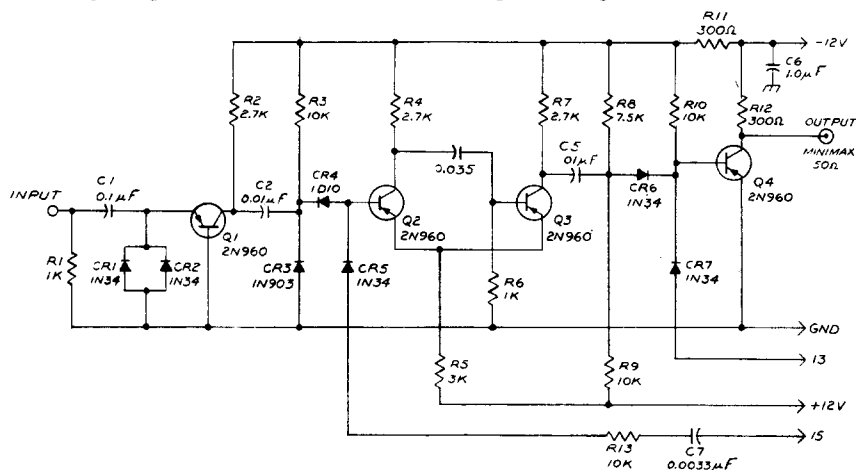 R11
300Ω
-12V
C6
1.0µF
R2
2.7K
R3
10K
R4
2.7K
R7
2.7K
R8
7.5K
R10
10K
R12
300Ω
OUTPUT
MINIMAX
50Ω
C5
.01µF
CR4
1D10
0.035
CR6
1N34
Q4
2N960
C1
0.1µF
C2
0.01µF
INPUT
Q1
2N960
Q2
2N960
Q3
2N960
R1
1K
CR1
1N34
CR2
1N34
CR3
1N903
CR5
1N34
R6
1K
CR7
1N34
GND
R5
3K
R9
10K
13
+12V
15
R13
10K
C7
0.0033µF